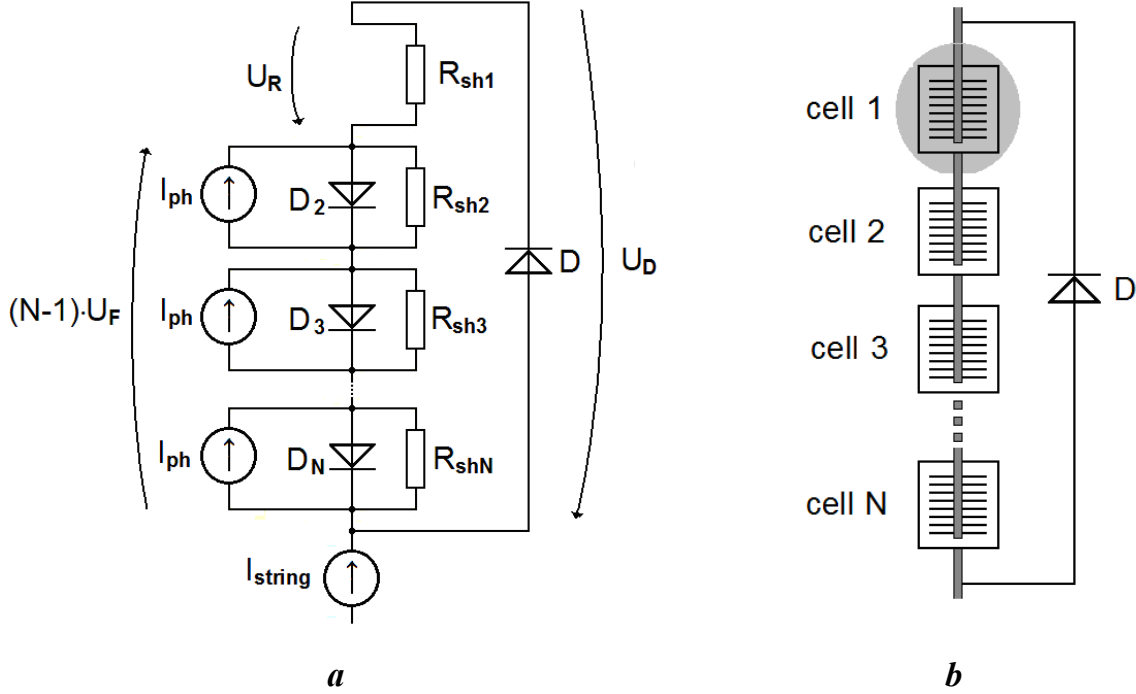 U_R
R_sh1
I_ph
D_2
R_sh2
(N-1)·U_F
I_ph
D_3
R_sh3
D
U_D
I_ph
D_N
R_shN
I_string
a
cell 1
cell 2
cell 3
D
cell N
b